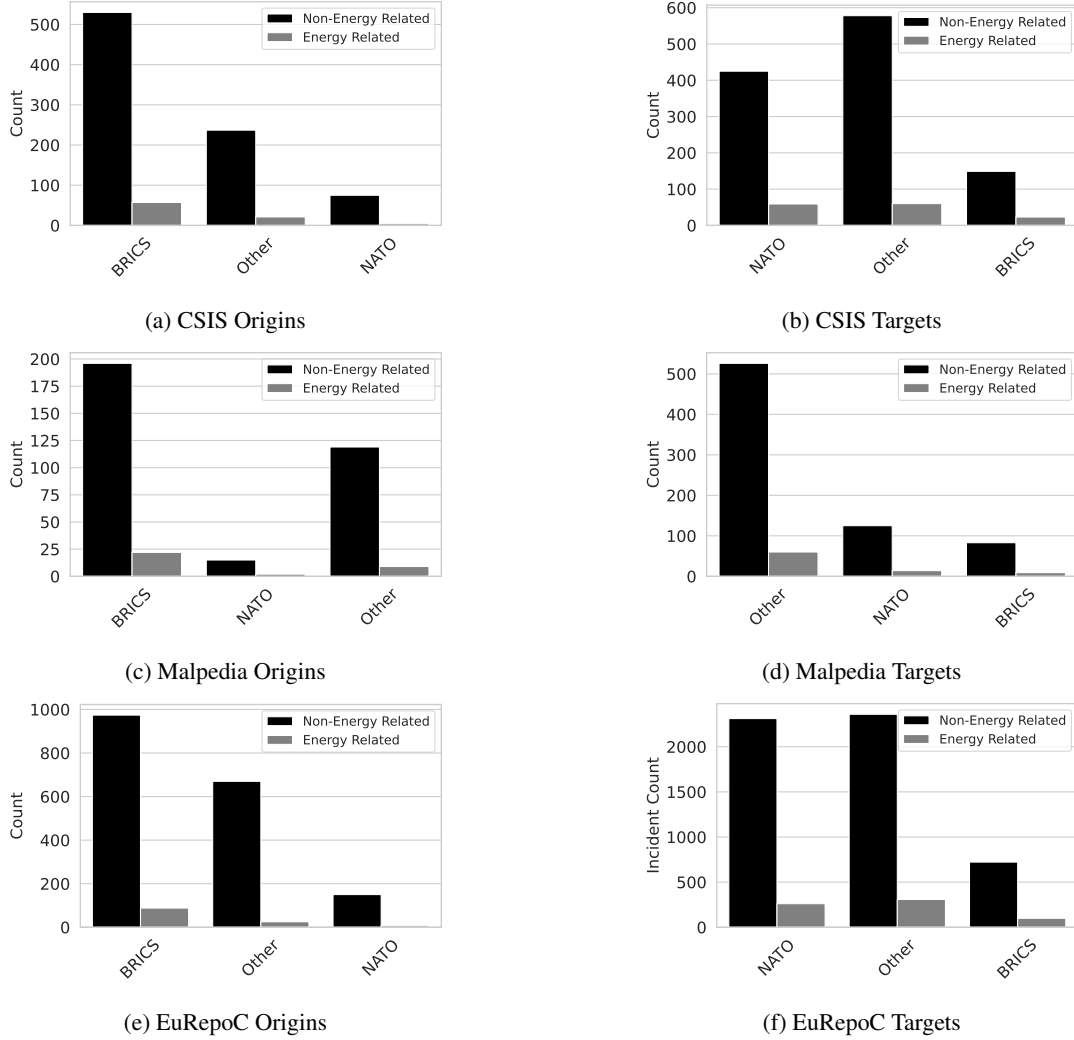 500
400
300
200
100
0
Count
Non-Energy Related
Energy Related
BRICS
Other
NATO
(a) CSIS Origins
600
500
400
300
200
100
0
Count
Non-Energy Related
Energy Related
NATO
Other
BRICS
(b) CSIS Targets
200
175
150
125
100
75
50
25
0
Count
Non-Energy Related
Energy Related
BRICS
NATO
Other
(c) Malpedia Origins
500
400
300
200
100
0
Count
Non-Energy Related
Energy Related
Other
NATO
BRICS
(d) Malpedia Targets
1000
800
600
400
200
0
Count
Non-Energy Related
Energy Related
BRICS
Other
NATO
(e) EuRepoC Origins
2000
1500
1000
500
0
Incident Count
Non-Energy Related
Energy Related
NATO
Other
BRICS
(f) EuRepoC Targets